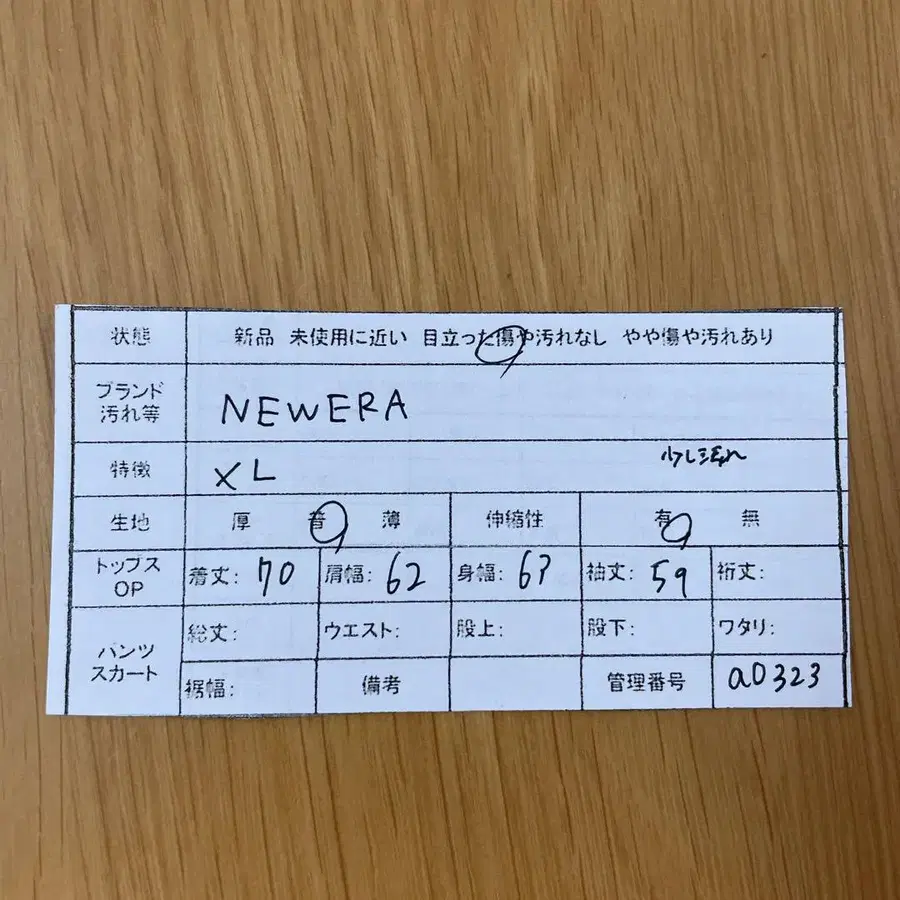 状態 新品 未使用に近い 目立った傷や汚れなし やや傷や汚れあり
ブランド
汚れ等 NEWERA
特徴 XL
生地 厚 普 薄 伸縮性 有 無
トップス
OP 着丈: 70 肩幅: 62 身幅: 67 袖丈: 59 裄丈:
パンツ
スカート 総丈: ウエスト: 股上: 股下: ワタリ:
裾幅: 備考 管理番号 a0323